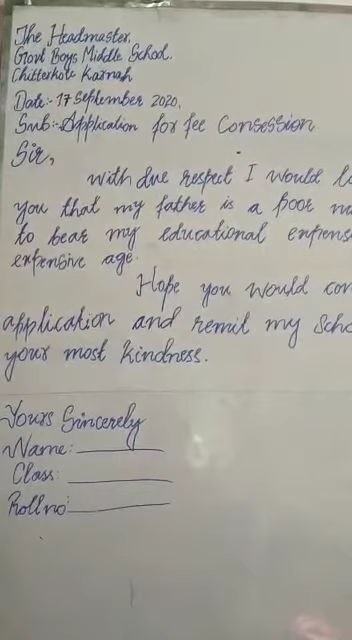 The Headmaster,
Govt Boys Middle School,
Chitterkote Karnah
Date:- 17 September 2020,
Sub:- Application for fee Consession
Sir,
With due respect I would
you that my father is a poor
to bear my educational
expensive age.
Hope you would
application and remit my
your most kindness.
Yours Sincerely
Name:
Class:
Roll no: